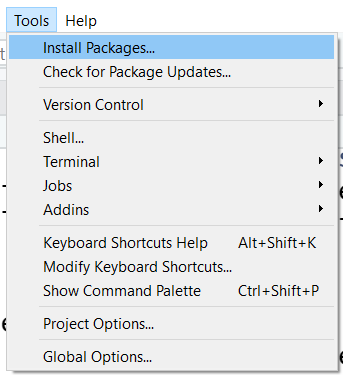 Tools Help
Install Packages...
Check for Package Updates...
Version Control
Shell...
Terminal
Jobs
Addins
Keyboard Shortcuts Help Alt+Shift+K
Modify Keyboard Shortcuts...
Show Command Palette Ctrl+Shift+P
Project Options...
Global Options...